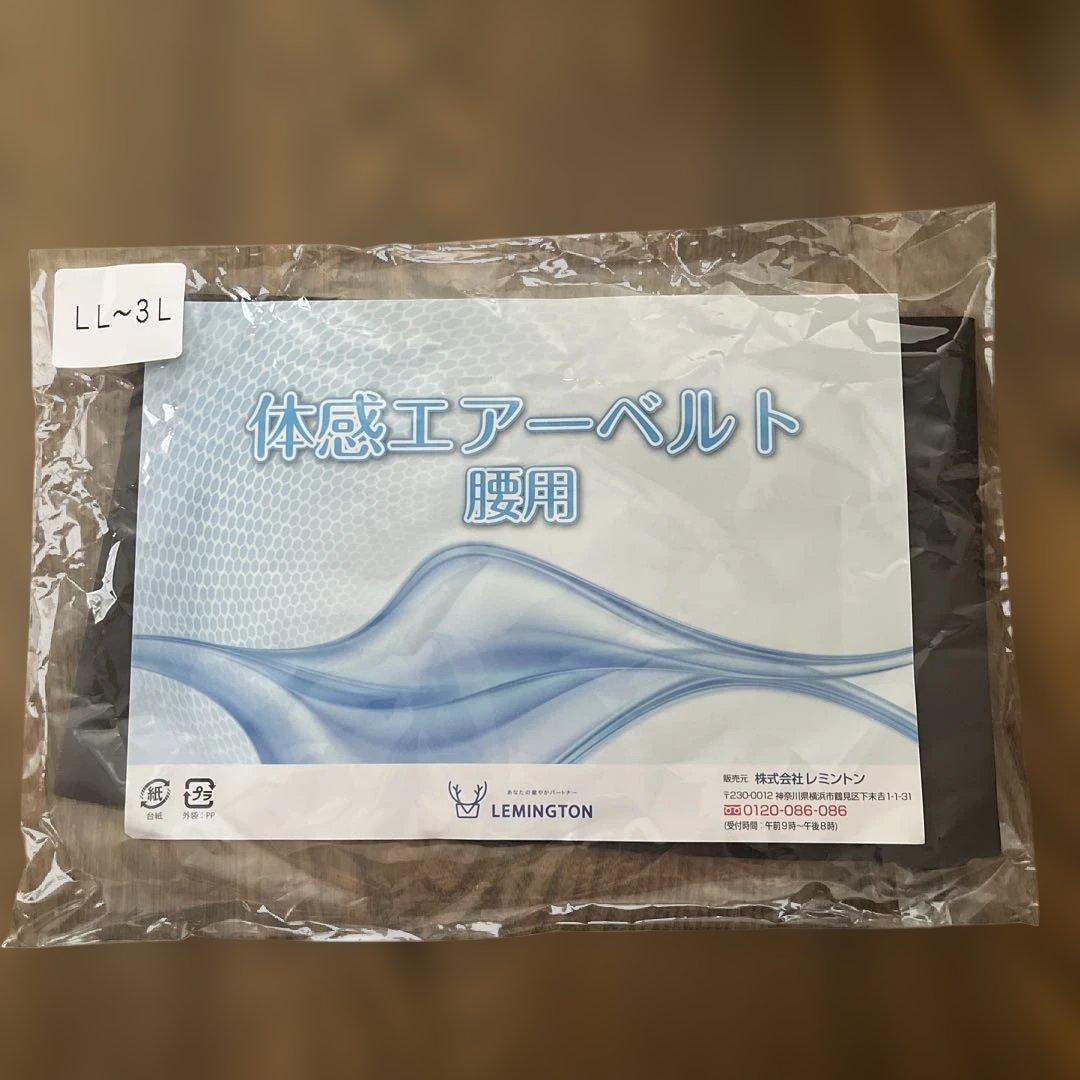 LL~3L
体感エアーベルト
腰用
紙
台紙
プラ
外袋：PP
あなたの健やかパートナー
LEMINGTON
販売元 株式会社レミントン
〒230-0012 神奈川県横浜市鶴見区下末吉1-1-31
0120-086-086
(受付時間：午前9時～午後8時)